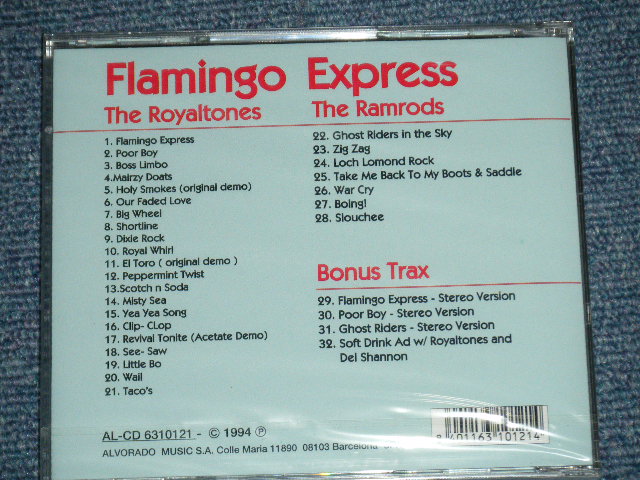 Flamingo Express
The Royaltones
1. Flamingo Express
2. Poor Boy
3. Boss Limbo
4.Mairzy Doats
5. Holy Smokes (original demo)
6. Our Faded Love
7. Big Wheel
8. Shortline
9. Dixie Rock
10. Royal Whirl
11. El Toro ( original demo )
12. Peppermint Twist
13.Scotch n Soda
14. Misty Sea
15. Yea Yea Song
16. Clip- CLop
17. Revival Tonite (Acetate Demo)
18. See- Saw
19. Little Bo
20. Wail
21. Taco's
The Ramrods
22. Ghost Riders in the Sky
23. Zig Zag
24. Loch Lomond Rock
25. Take Me Back To My Boots & Saddle
26. War Cry
27. Boing!
28. Slouchee
Bonus Trax
29. Flamingo Express - Stereo Version
30. Poor Boy - Stereo Version
31. Ghost Riders - Stereo Version
32. Soft Drink Ad w/ Royaltones and
Del Shannon
AL-CD 6310121 - © 1994 ℗
ALVORADO MUSIC S.A. Colle Maria 11890 08103 Barcelona
8 401163 101214